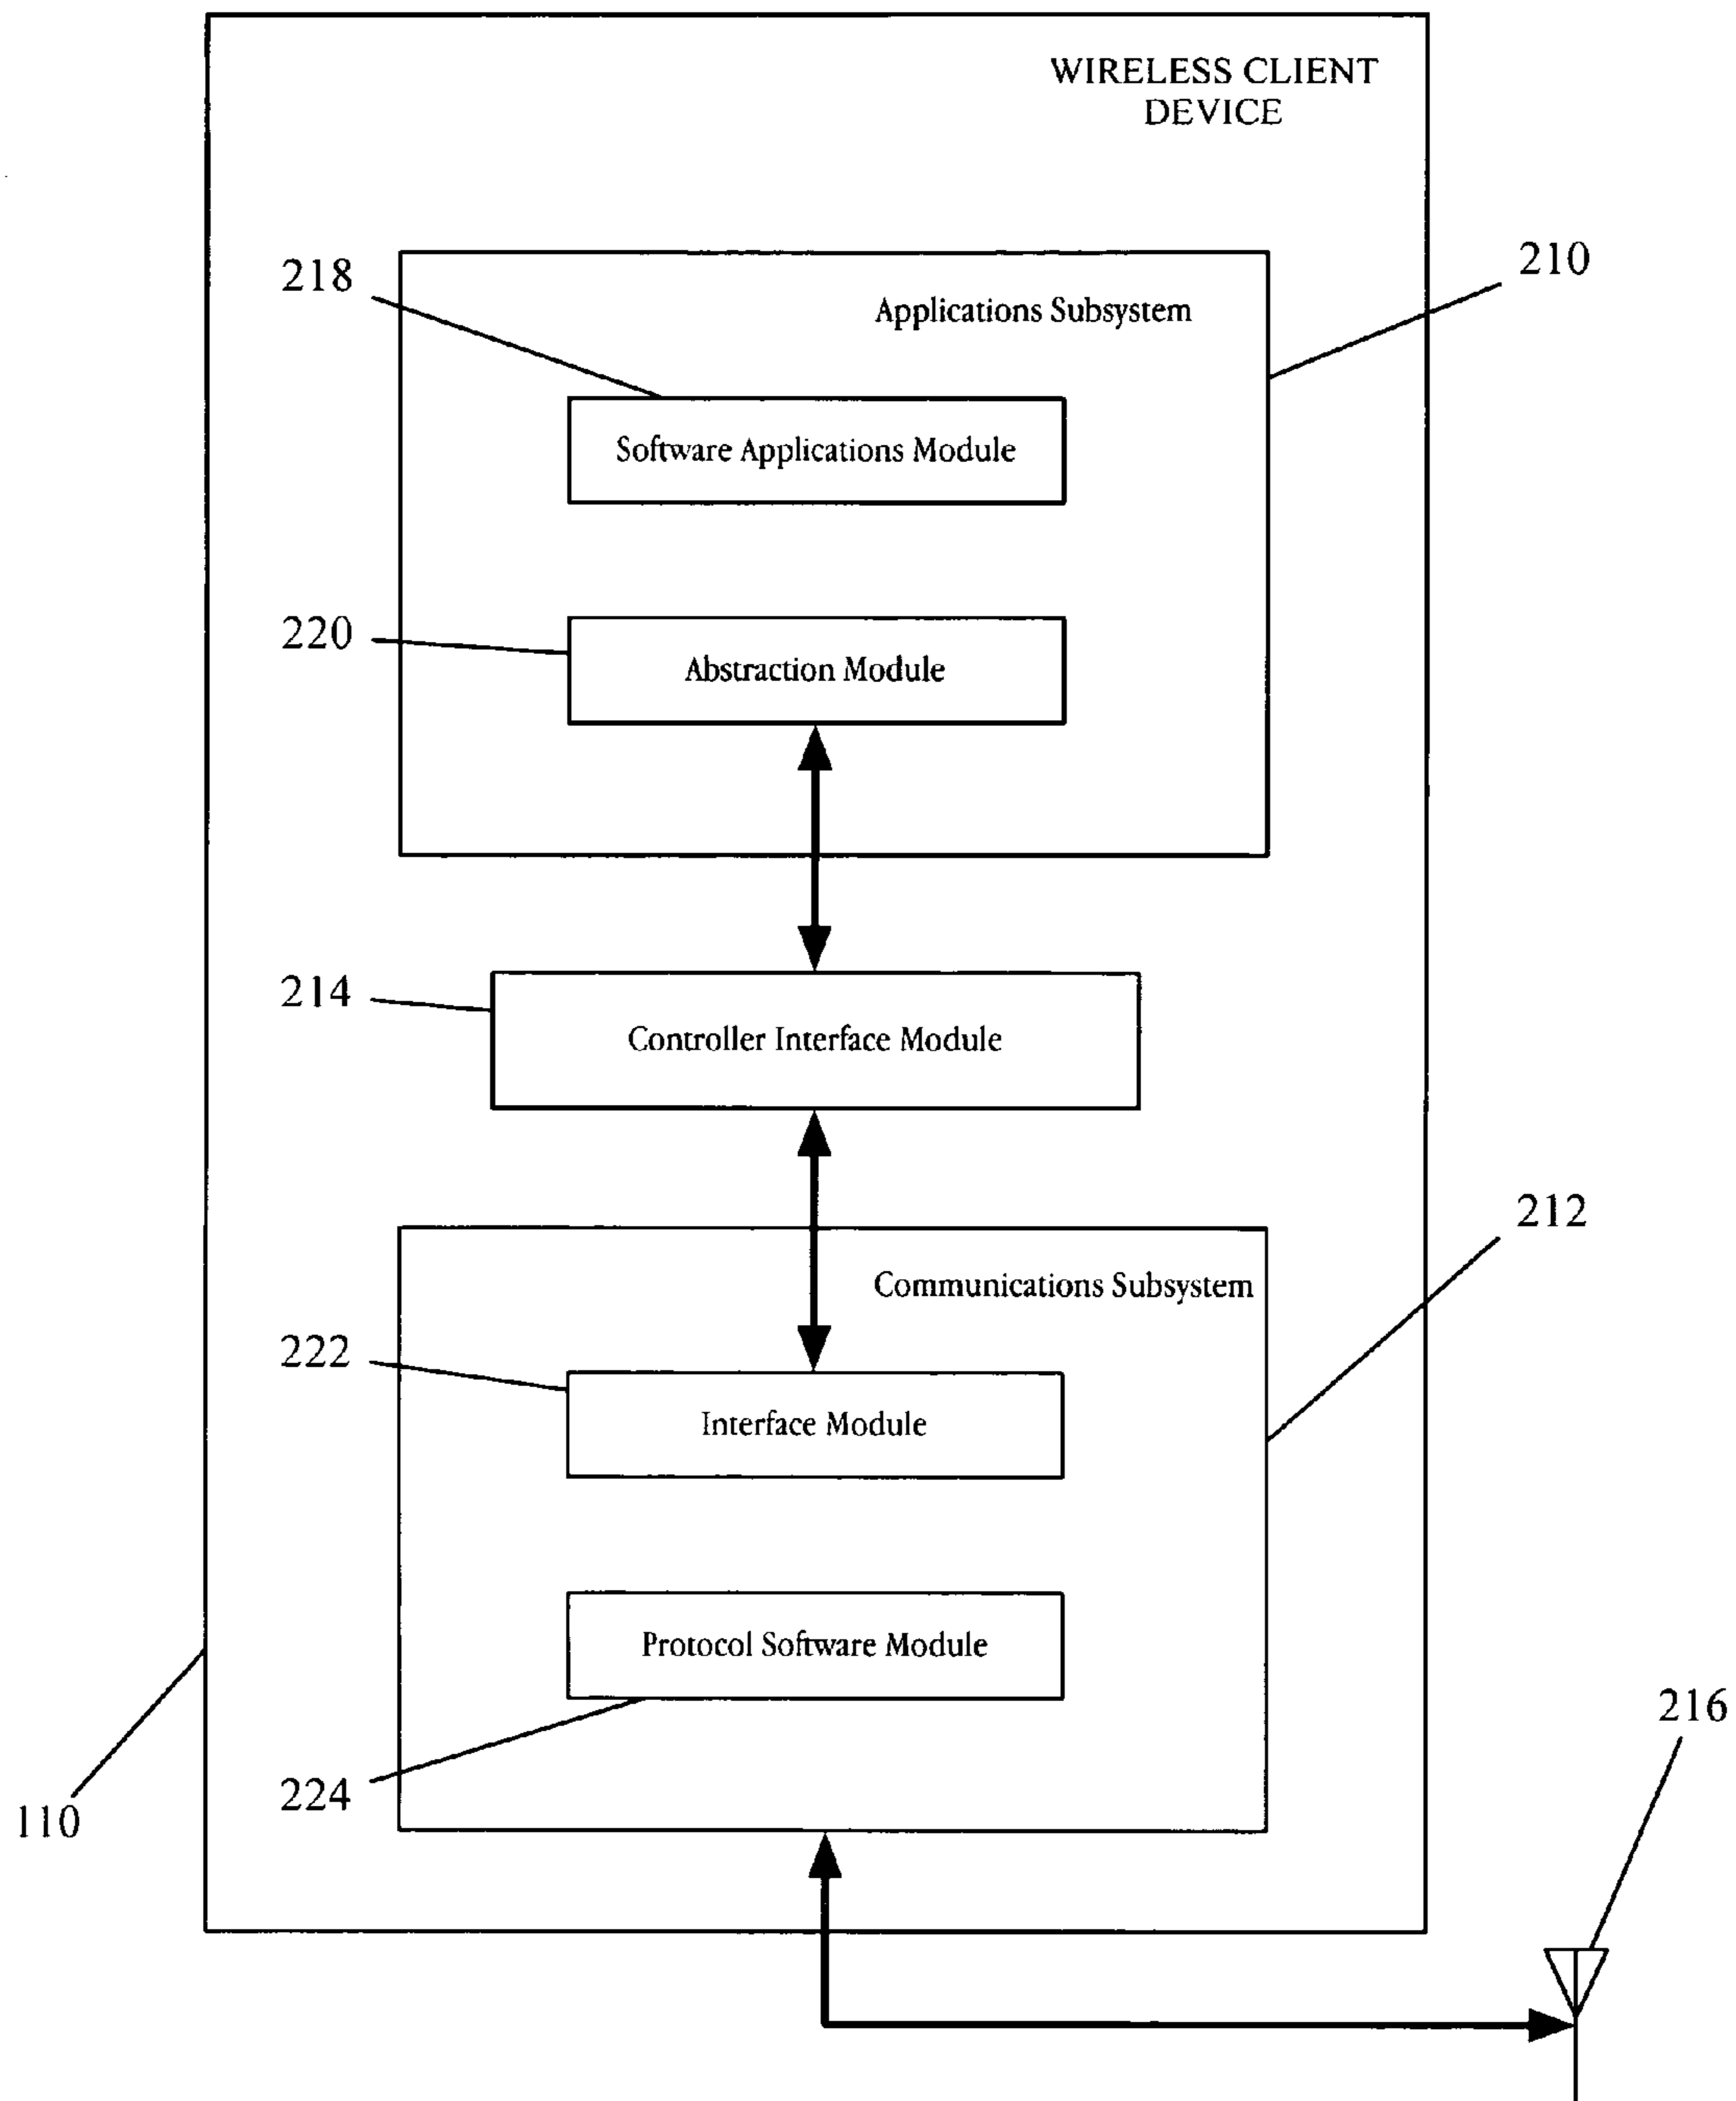 WIRELESS CLIENT
DEVICE
210
218
Applications Subsystem
Software Applications Module
220
Abstraction Module
214
Controller Interface Module
212
Communications Subsystem
222
Interface Module
Protocol Software Module
216
224
110